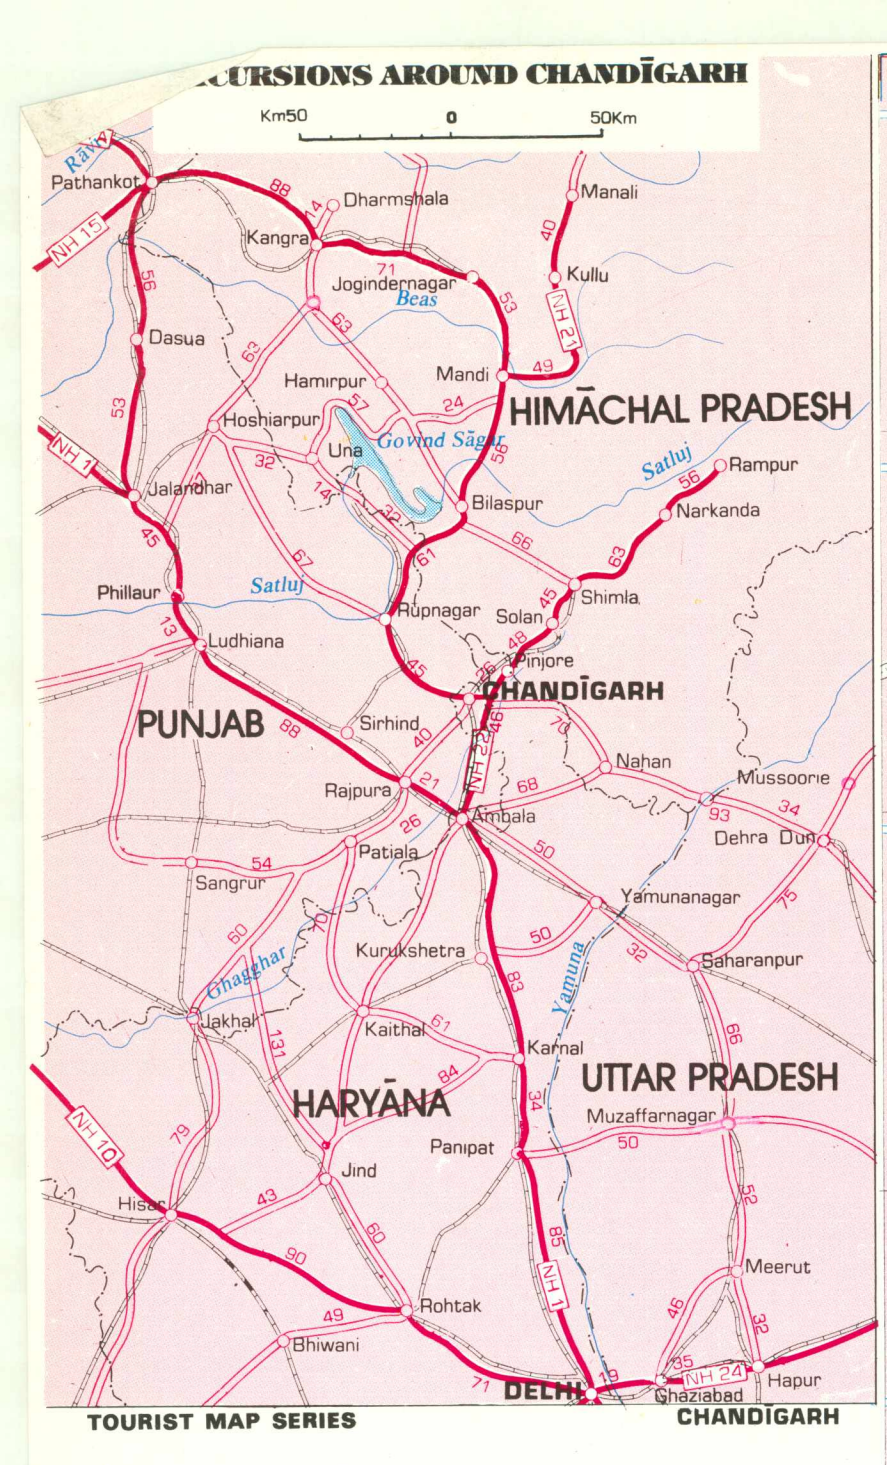 CURSIONS AROUND CHANDĪGARH
Km50 0 50Km
Rāvi
Pathankot
88
14
Dharmshala
Manali
NH 15
Kangra
40
56
71
Jogindernagar
Kullu
Beas
53
NH 21
63
63
Dasua
Hamirpur
Mandi
49
53
57
24
HIMĀCHAL PRADESH
Hoshiarpur
Govind Sāgar
NH 1
Una
32
58
Satluj
Rampur
Jalandhar
14
56
32
Bilaspur
Narkanda
45
66
63
67
61
Phillaur
Satluj
45
Shimla
Rupnagar
Solan
13
Ludhiana
48
45
26
Pinjore
CHANDĪGARH
PUNJAB
88
Sirhind
40
46
NH 22
Nahan
Rajpura
21
68
Mussoorie
93
34
26
Ambala
Dehra Dun
Patiala
50
54
Sangrur
Yamunanagar
75
70
60
Kurukshetra
50
32
Ghagghar
Yamuna
Saharanpur
83
Jakhal
Kaithal
61
66
131
Karnal
84
UTTAR PRADESH
HARYĀNA
34
Muzaffarnagar
NH 10
79
Panipat
50
Jind
43
52
Hisar
60
85
90
Meerut
NH 1
Rohtak
46
49
32
Bhiwani
35
71
DELHI
19
NH 24
Hapur
Ghaziabad
TOURIST MAP SERIES
CHANDĪGARH